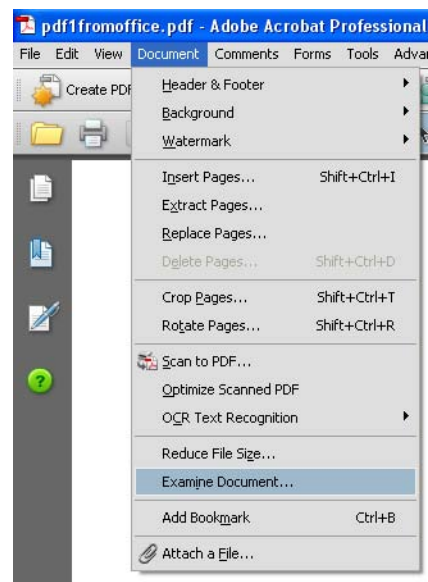 pdf1fromoffice.pdf - Adobe Acrobat Professional
File Edit View Document Comments Forms Tools
Create PDF
Header & Footer
Background
Watermark
Insert Pages... Shift+Ctrl+I
Extract Pages...
Replace Pages...
Delete Pages... Shift+Ctrl+D
Crop Pages... Shift+Ctrl+T
Rotate Pages... Shift+Ctrl+R
Scan to PDF...
Optimize Scanned PDF
OCR Text Recognition
Reduce File Size...
Examine Document...
Add Bookmark Ctrl+B
Attach a File...